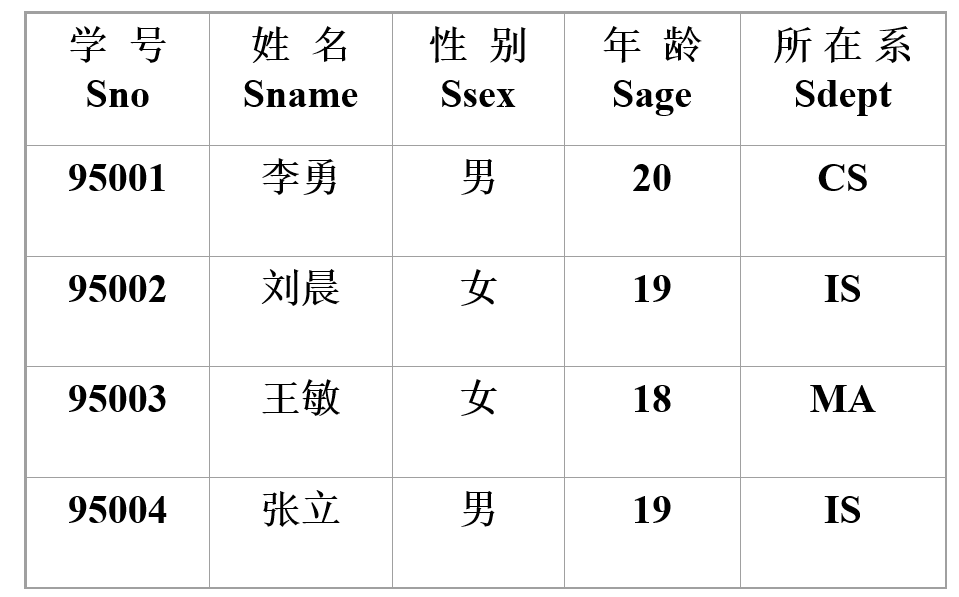 学 号 姓 名 性 别 年 龄 所 在 系
Sno Sname Ssex Sage Sdept
95001 李勇 男 20 CS
95002 刘晨 女 19 IS
95003 王敏 女 18 MA
95004 张立 男 19 IS